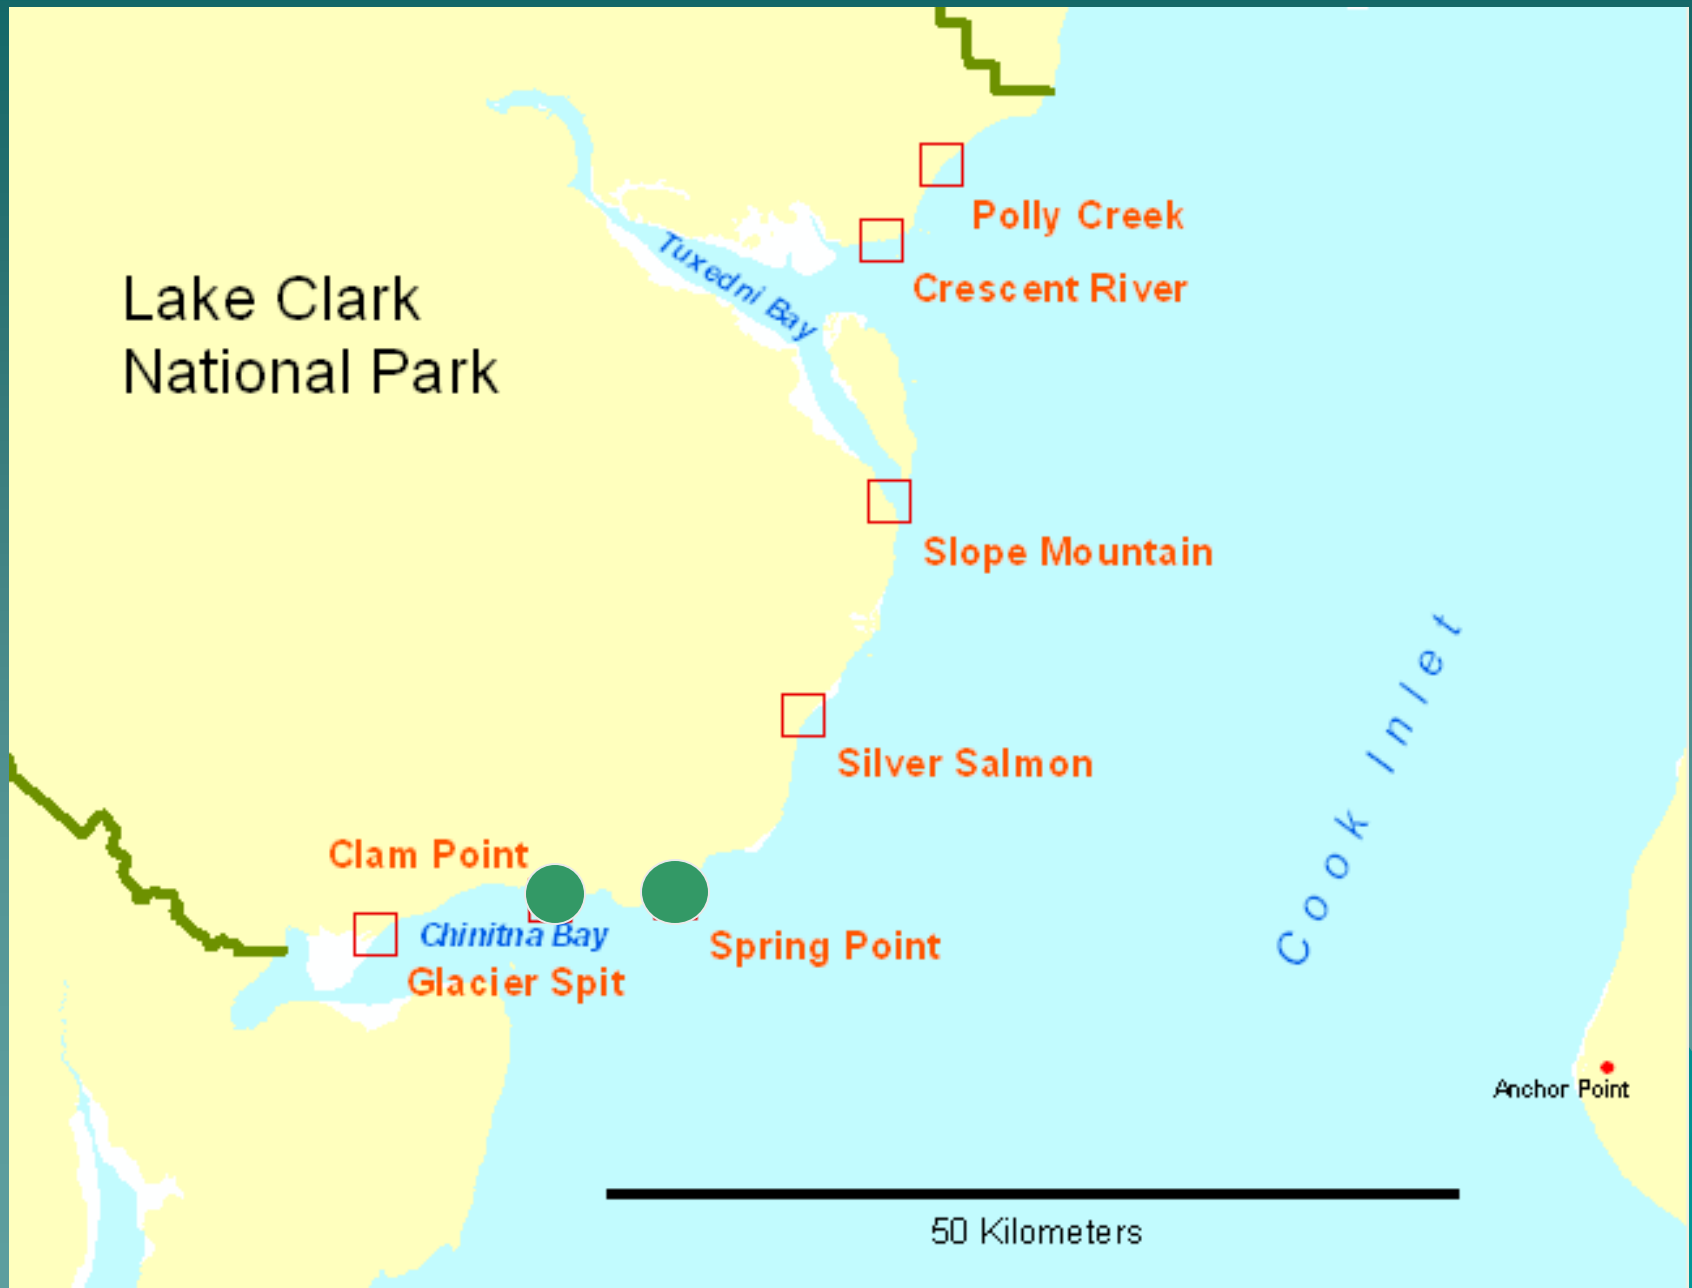 Polly Creek
Tuxedni Bay
Crescent River
Lake Clark
National Park
Slope Mountain
Cook Inlet
Silver Salmon
Clam Point
Chinitna Bay
Spring Point
Glacier Spit
Anchor Point
50 Kilometers